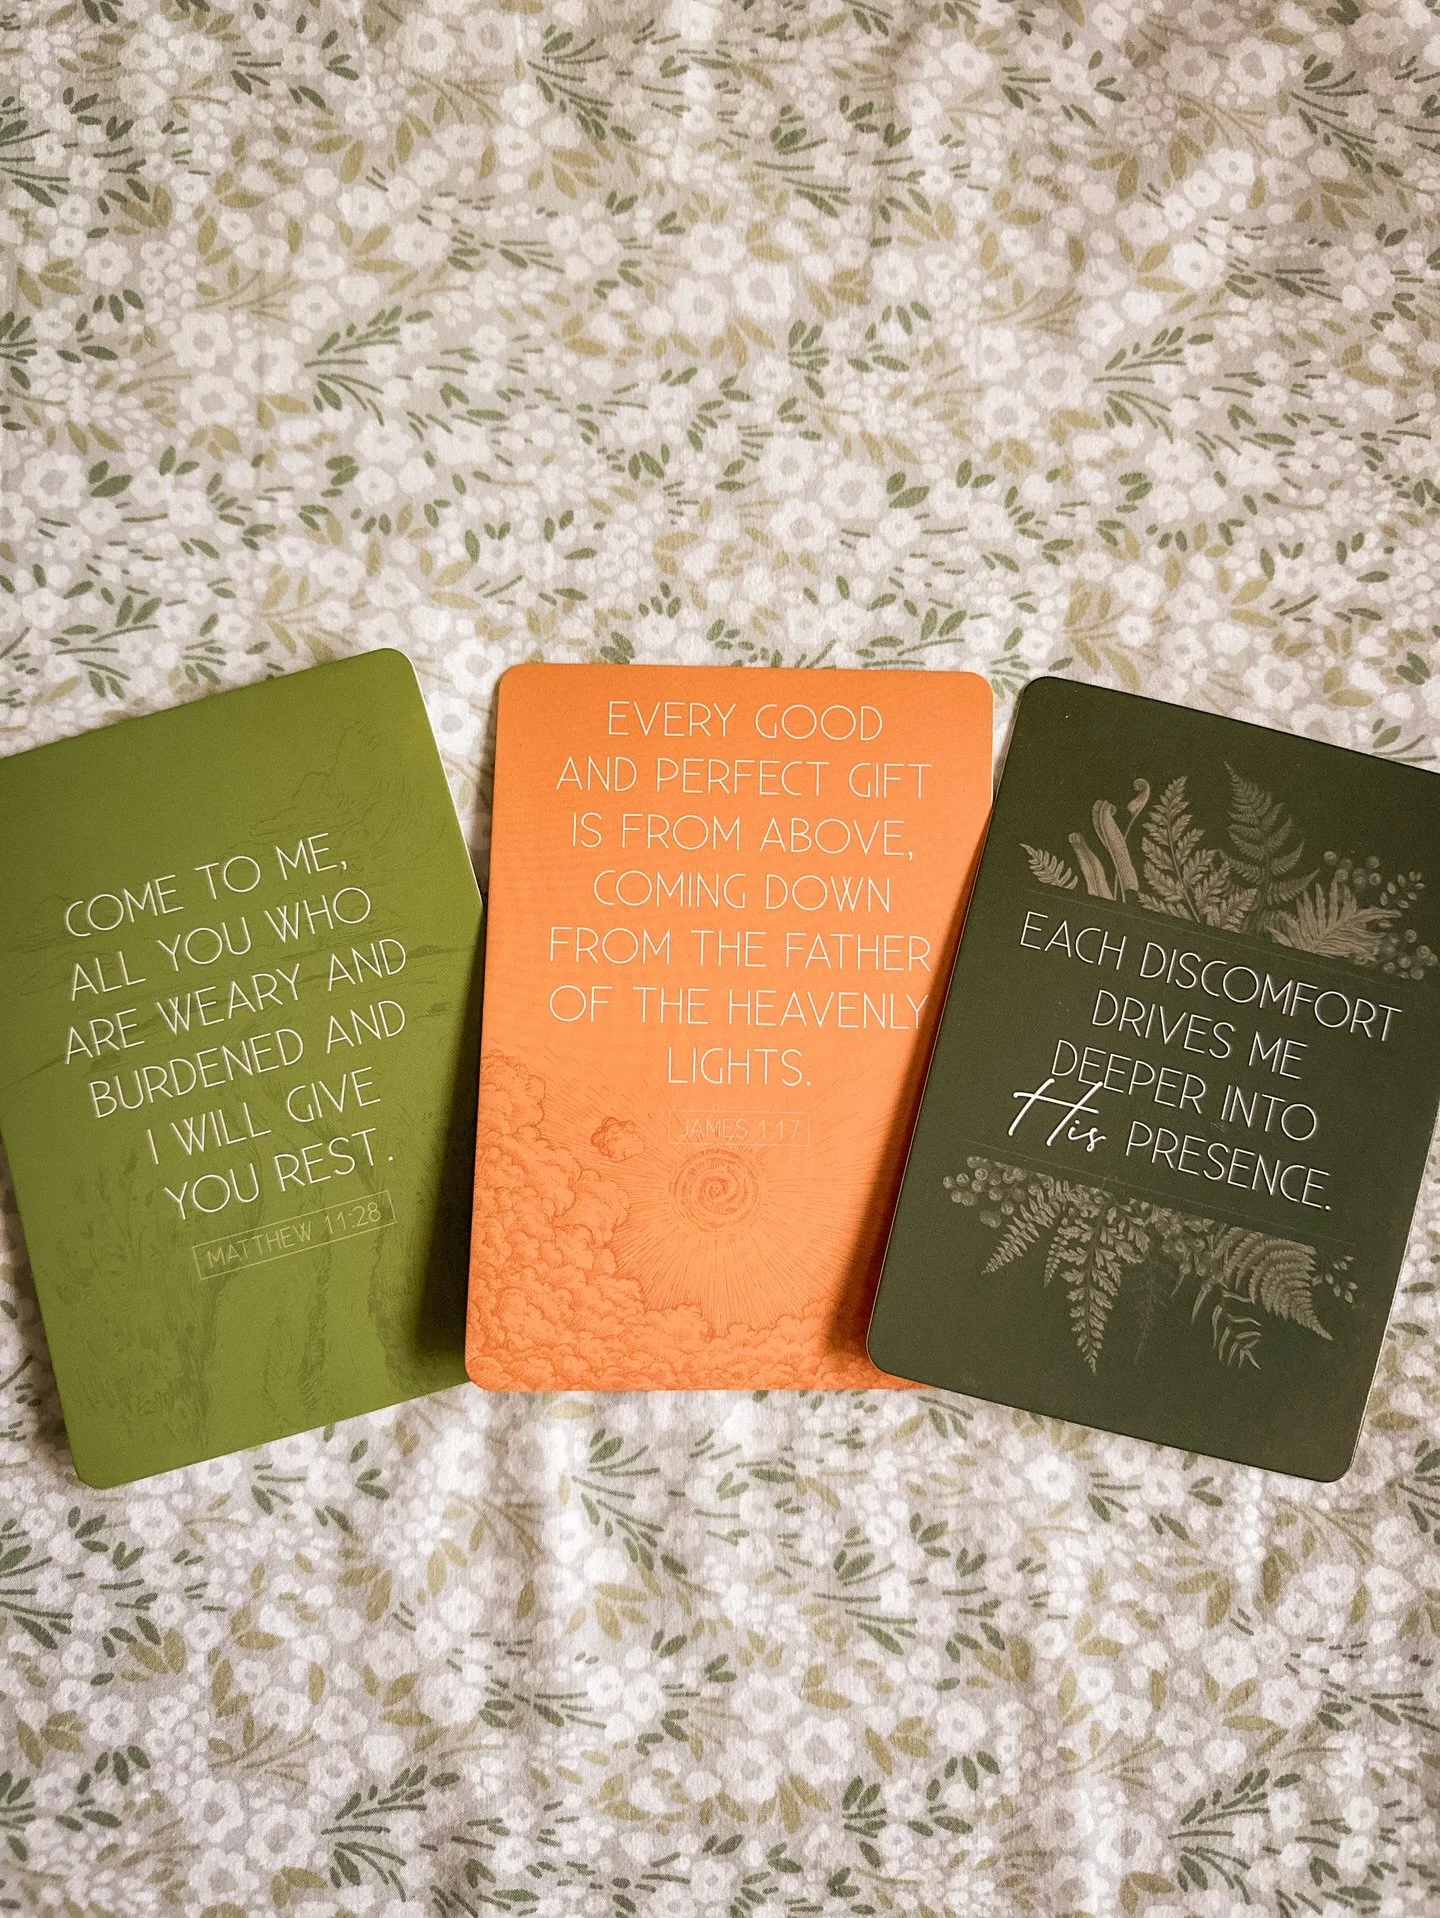 COME TO ME,
ALL YOU WHO
ARE WEARY AND
BURDENED AND
I WILL GIVE
YOU REST.
MATTHEW 11:28
EVERY GOOD
AND PERFECT GIFT
IS FROM ABOVE,
COMING DOWN
FROM THE FATHER
OF THE HEAVENLY
LIGHTS.
JAMES 1:17
EACH DISCOMFORT
DRIVES ME
DEEPER INTO
His PRESENCE.